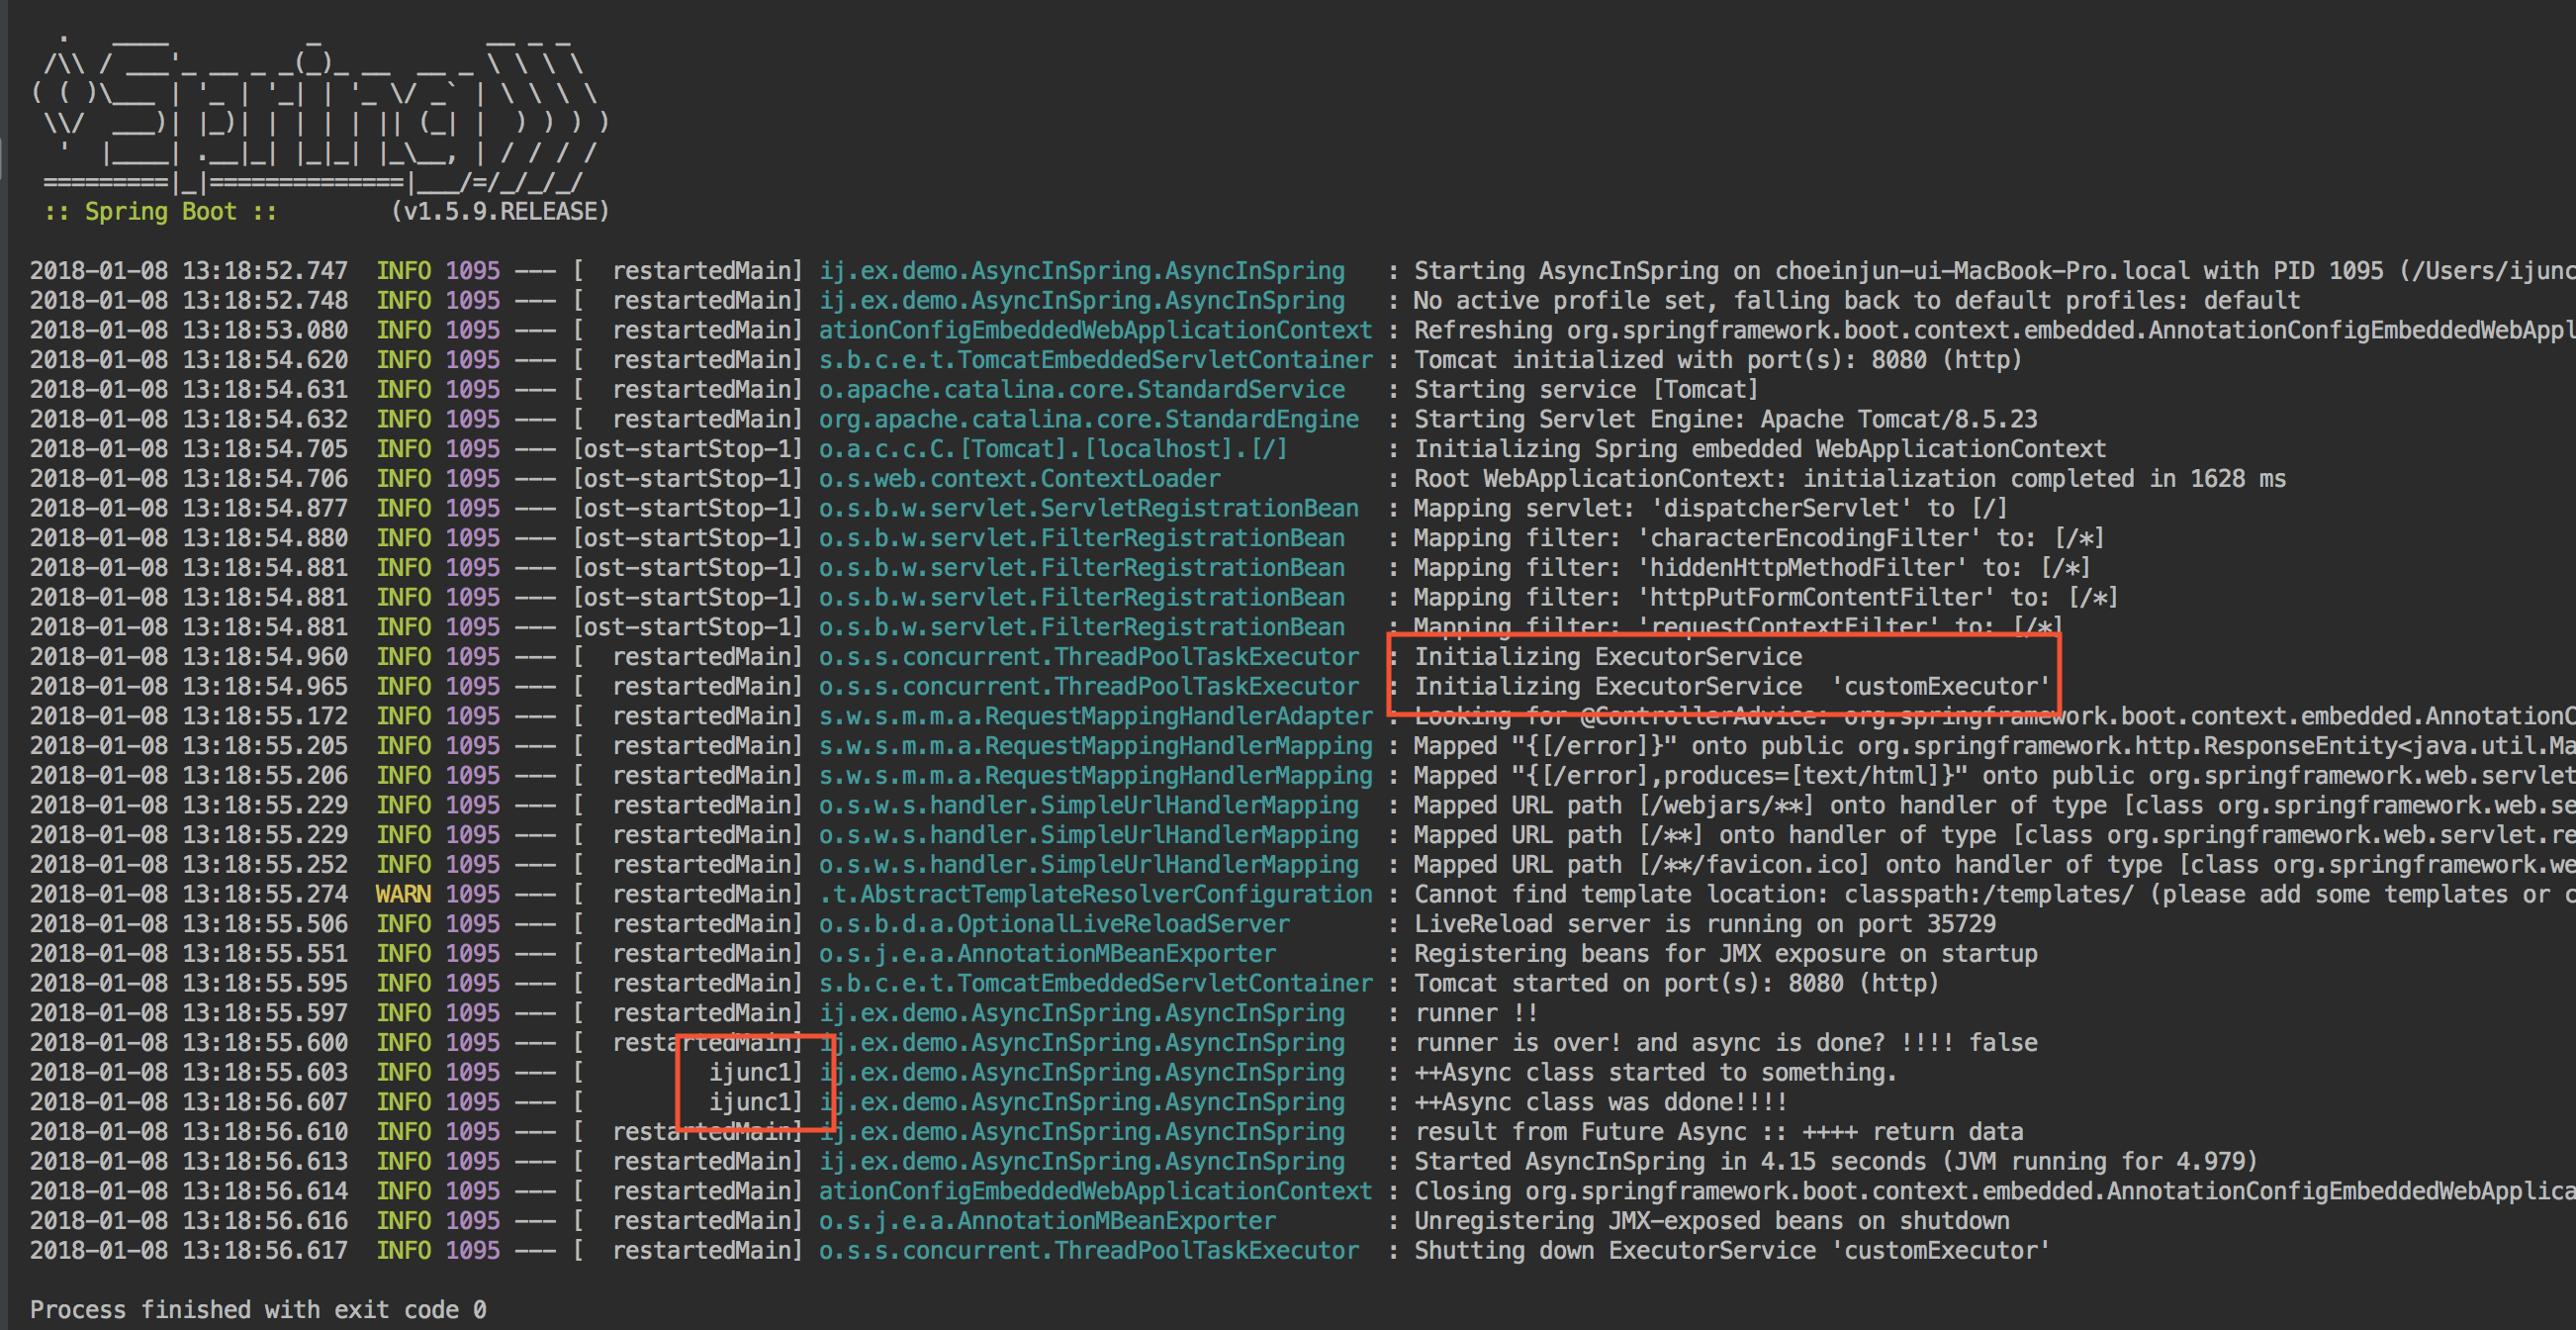 .   ____          _            __ _ _
 /\\ / ___'_ __ _ _(_)_ __  __ _ \ \ \ \
( ( )\___ | '_ | '_| | '_ \/ _` | \ \ \ \
 \\/  ___)| |_)| | | | | || (_| |  ) ) ) )
  '  |____| .__|_| |_|_| |_\__, | / / / /
 =========|_|==============|___/=/_/_/_/
 :: Spring Boot ::        (v1.5.9.RELEASE)
2018-01-08 13:18:52.747  INFO 1095 --- [  restartedMain] ij.ex.demo.AsyncInSpring.AsyncInSpring   : Starting AsyncInSpring on choeinjun-ui-MacBook-Pro.local with PID 1095 (/Users/ijunc
2018-01-08 13:18:52.748  INFO 1095 --- [  restartedMain] ij.ex.demo.AsyncInSpring.AsyncInSpring   : No active profile set, falling back to default profiles: default
2018-01-08 13:18:53.080  INFO 1095 --- [  restartedMain] ationConfigEmbeddedWebApplicationContext : Refreshing org.springframework.boot.context.embedded.AnnotationConfigEmbeddedWebAppl
2018-01-08 13:18:54.620  INFO 1095 --- [  restartedMain] s.b.c.e.t.TomcatEmbeddedServletContainer : Tomcat initialized with port(s): 8080 (http)
2018-01-08 13:18:54.631  INFO 1095 --- [  restartedMain] o.apache.catalina.core.StandardService   : Starting service [Tomcat]
2018-01-08 13:18:54.632  INFO 1095 --- [  restartedMain] org.apache.catalina.core.StandardEngine  : Starting Servlet Engine: Apache Tomcat/8.5.23
2018-01-08 13:18:54.705  INFO 1095 --- [ost-startStop-1] o.a.c.c.C.[Tomcat].[localhost].[/]       : Initializing Spring embedded WebApplicationContext
2018-01-08 13:18:54.706  INFO 1095 --- [ost-startStop-1] o.s.web.context.ContextLoader            : Root WebApplicationContext: initialization completed in 1628 ms
2018-01-08 13:18:54.877  INFO 1095 --- [ost-startStop-1] o.s.b.w.servlet.ServletRegistrationBean  : Mapping servlet: 'dispatcherServlet' to [/]
2018-01-08 13:18:54.880  INFO 1095 --- [ost-startStop-1] o.s.b.w.servlet.FilterRegistrationBean   : Mapping filter: 'characterEncodingFilter' to: [/*]
2018-01-08 13:18:54.881  INFO 1095 --- [ost-startStop-1] o.s.b.w.servlet.FilterRegistrationBean   : Mapping filter: 'hiddenHttpMethodFilter' to: [/*]
2018-01-08 13:18:54.881  INFO 1095 --- [ost-startStop-1] o.s.b.w.servlet.FilterRegistrationBean   : Mapping filter: 'httpPutFormContentFilter' to: [/*]
2018-01-08 13:18:54.881  INFO 1095 --- [ost-startStop-1] o.s.b.w.servlet.FilterRegistrationBean   : Mapping filter: 'requestContextFilter' to: [/*]
2018-01-08 13:18:54.960  INFO 1095 --- [  restartedMain] o.s.s.concurrent.ThreadPoolTaskExecutor  : Initializing ExecutorService
2018-01-08 13:18:54.965  INFO 1095 --- [  restartedMain] o.s.s.concurrent.ThreadPoolTaskExecutor  : Initializing ExecutorService  'customExecutor'
2018-01-08 13:18:55.172  INFO 1095 --- [  restartedMain] s.w.s.m.m.a.RequestMappingHandlerAdapter : Looking for @ControllerAdvice: org.springframework.boot.context.embedded.AnnotationC
2018-01-08 13:18:55.205  INFO 1095 --- [  restartedMain] s.w.s.m.m.a.RequestMappingHandlerMapping : Mapped "{[/error]}" onto public org.springframework.http.ResponseEntity<java.util.Ma
2018-01-08 13:18:55.206  INFO 1095 --- [  restartedMain] s.w.s.m.m.a.RequestMappingHandlerMapping : Mapped "{[/error],produces=[text/html]}" onto public org.springframework.web.servlet
2018-01-08 13:18:55.229  INFO 1095 --- [  restartedMain] o.s.w.s.handler.SimpleUrlHandlerMapping  : Mapped URL path [/webjars/**] onto handler of type [class org.springframework.web.se
2018-01-08 13:18:55.229  INFO 1095 --- [  restartedMain] o.s.w.s.handler.SimpleUrlHandlerMapping  : Mapped URL path [/**] onto handler of type [class org.springframework.web.servlet.re
2018-01-08 13:18:55.252  INFO 1095 --- [  restartedMain] o.s.w.s.handler.SimpleUrlHandlerMapping  : Mapped URL path [/**/favicon.ico] onto handler of type [class org.springframework.we
2018-01-08 13:18:55.274  WARN 1095 --- [  restartedMain] .t.AbstractTemplateResolverConfiguration : Cannot find template location: classpath:/templates/ (please add some templates or c
2018-01-08 13:18:55.506  INFO 1095 --- [  restartedMain] o.s.b.d.a.OptionalLiveReloadServer       : LiveReload server is running on port 35729
2018-01-08 13:18:55.551  INFO 1095 --- [  restartedMain] o.s.j.e.a.AnnotationMBeanExporter        : Registering beans for JMX exposure on startup
2018-01-08 13:18:55.595  INFO 1095 --- [  restartedMain] s.b.c.e.t.TomcatEmbeddedServletContainer : Tomcat started on port(s): 8080 (http)
2018-01-08 13:18:55.597  INFO 1095 --- [  restartedMain] ij.ex.demo.AsyncInSpring.AsyncInSpring   : runner !!
2018-01-08 13:18:55.600  INFO 1095 --- [  restartedMain] ij.ex.demo.AsyncInSpring.AsyncInSpring   : runner is over! and async is done? !!!! false
2018-01-08 13:18:55.603  INFO 1095 --- [         ijunc1] ij.ex.demo.AsyncInSpring.AsyncInSpring   : ++Async class started to something.
2018-01-08 13:18:56.607  INFO 1095 --- [         ijunc1] ij.ex.demo.AsyncInSpring.AsyncInSpring   : ++Async class was ddone!!!!
2018-01-08 13:18:56.610  INFO 1095 --- [  restartedMain] ij.ex.demo.AsyncInSpring.AsyncInSpring   : result from Future Async :: ++++ return data
2018-01-08 13:18:56.613  INFO 1095 --- [  restartedMain] ij.ex.demo.AsyncInSpring.AsyncInSpring   : Started AsyncInSpring in 4.15 seconds (JVM running for 4.979)
2018-01-08 13:18:56.614  INFO 1095 --- [  restartedMain] ationConfigEmbeddedWebApplicationContext : Closing org.springframework.boot.context.embedded.AnnotationConfigEmbeddedWebApplica
2018-01-08 13:18:56.616  INFO 1095 --- [  restartedMain] o.s.j.e.a.AnnotationMBeanExporter        : Unregistering JMX-exposed beans on shutdown
2018-01-08 13:18:56.617  INFO 1095 --- [  restartedMain] o.s.s.concurrent.ThreadPoolTaskExecutor  : Shutting down ExecutorService 'customExecutor'
Process finished with exit code 0